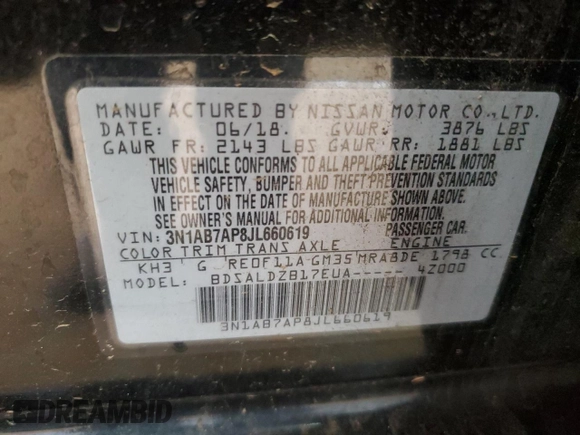 MANUFACTURED BY NISSAN MOTOR CO., LTD.
DATE: 06/18. GVWR: 3876 LBS
GAWR FR: 2143 LBS GAWR RR: 1881 LBS
THIS VEHICLE CONFORMS TO ALL APPLICABLE FEDERAL MOTOR
VEHICLE SAFETY, BUMPER AND THEFT PREVENTION STANDARDS
IN EFFECT ON THE DATE OF MANUFACTURE SHOWN ABOVE.
SEE OWNER'S MANUAL FOR ADDITIONAL INFORMATION.
VIN: 3N1AB7AP8JL660619 PASSENGER CAR.
COLOR TRIM TRANS AXLE ENGINE
KH3 G RE0F11A GM35 MRA8DE 1798 CC
MODEL: BDSALDZB17EUA----- 4Z000
3N1AB7AP8JL660619
DREAMBID